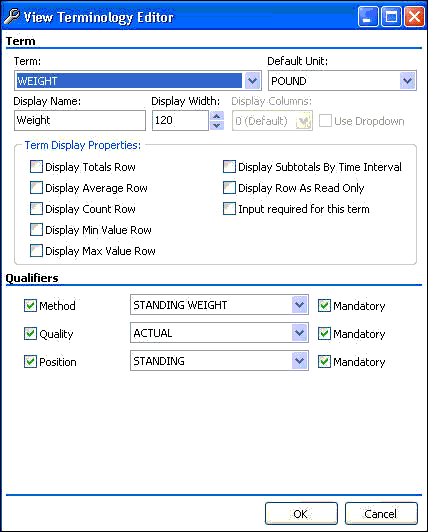 View Terminology Editor
Term
Term: Default Unit:
WEIGHT POUND
Display Name: Display Width: Display Columns:
Weight 120 0 (Default) Use Dropdown
Term Display Properties:
Display Totals Row Display Subtotals By Time Interval
Display Average Row Display Row As Read Only
Display Count Row Input required for this term
Display Min Value Row
Display Max Value Row
Qualifiers
Method STANDING WEIGHT Mandatory
Quality ACTUAL Mandatory
Position STANDING Mandatory
OK Cancel